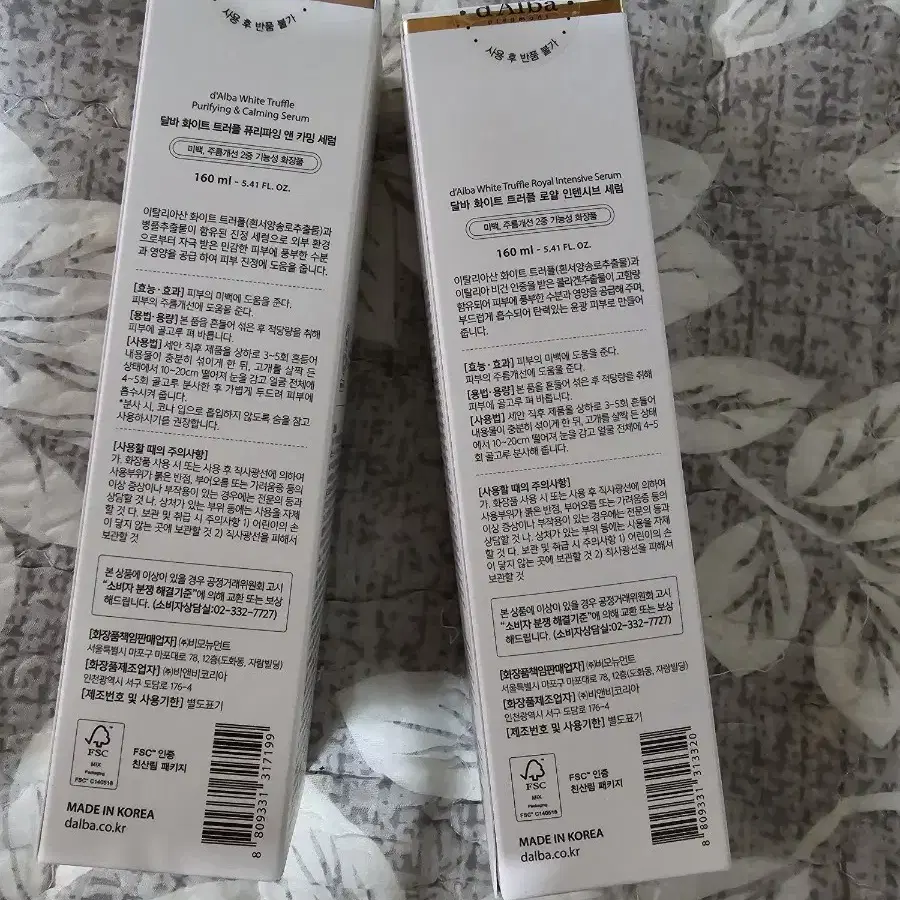 사용 후 반품 불가
d'Alba White Truffle
Purifying & Calming Serum
달바 화이트 트러플 퓨리파잉 앤 카밍 세럼
미백, 주름개선 2중 기능성 화장품
160 ml - 5.41 FL. OZ.
이탈리아산 화이트 트러플(흰서양송로추출물)과
병풀추출물이 함유된 진정 세럼으로 외부 환경
으로부터 자극 받은 민감한 피부에 풍부한 수분
과 영양을 공급 하여 피부 진정에 도움을 줍니다.
[효능·효과] 피부의 미백에 도움을 준다.
피부의 주름개선에 도움을 준다.
[용법·용량] 본 품을 흔들어 섞은 후 적당량을 취해
피부에 골고루 펴 바릅니다.
[사용법] 세안 직후 제품을 상하로 3~5회 흔들어
내용물이 충분히 섞이게 한 뒤, 고개를 살짝 든
상태에서 10~20cm 떨어져 눈을 감고 얼굴 전체에
4~5회 골고루 분사한 후 가볍게 두드려 피부에
흡수시켜 줍니다.
*분사 시, 코나 입으로 흡입하지 않도록 숨을 참고
사용하시기를 권장합니다.
[사용할 때의 주의사항]
가. 화장품 사용 시 또는 사용 후 직사광선에 의하여
사용부위가 붉은 반점, 부어오름 또는 가려움증 등의
이상 증상이나 부작용이 있는 경우에는 전문의 등과
상담할 것 나. 상처가 있는 부위 등에는 사용을 자제
할 것 다. 보관 및 취급 시 주의사항 1) 어린이의 손
이 닿지 않는 곳에 보관할 것 2) 직사광선을 피해서
보관할 것
본 상품에 이상이 있을 경우 공정거래위원회 고시
"소비자 분쟁 해결기준"에 의해 교환 또는 보상
해드립니다. (소비자상담실:02-332-7727)
[화장품책임판매업자] ㈜비모뉴먼트
서울특별시 마포구 마포대로 78, 12층(도화동, 자람빌딩)
[화장품제조업자] ㈜비앤비코리아
인천광역시 서구 도담로 176-4
[제조번호 및 사용기한] 별도표기
FSC
MIX
Packaging
FSC™ C140518
FSC™ 인증
친산림 패키지
MADE IN KOREA
dalba.co.kr
8 809331 317199
d'Alba
사용 후 반품 불가
d'Alba White Truffle Royal Intensive Serum
달바 화이트 트러플 로얄 인텐시브 세럼
미백, 주름개선 2중 기능성 화장품
160 ml - 5.41 FL. OZ.
이탈리아산 화이트 트러플(흰서양송로추출물)과
이탈리아 비건 인증을 받은 콜라겐추출물이 고함량
함유되어 피부에 풍부한 수분과 영양을 공급해 주며,
부드럽게 흡수되어 탄력있는 윤광 피부로 만들어
줍니다.
[효능·효과] 피부의 미백에 도움을 준다.
피부의 주름개선에 도움을 준다.
[용법·용량] 본 품을 흔들어 섞은 후 적당량을 취해
피부에 골고루 펴 바릅니다.
[사용법] 세안 직후 제품을 상하로 3~5회 흔들어
내용물이 충분히 섞이게 한 뒤, 고개를 살짝 든 상태
에서 10~20cm 떨어져 눈을 감고 얼굴 전체에 4~5
회 골고루 분사해 줍니다.
[사용할 때의 주의사항]
가. 화장품 사용 시 또는 사용 후 직사광선에 의하여
사용부위가 붉은 반점, 부어오름 또는 가려움증 등의
이상 증상이나 부작용이 있는 경우에는 전문의 등과
상담할 것 나. 상처가 있는 부위 등에는 사용을 자제
할 것 다. 보관 및 취급 시 주의사항 1) 어린이의 손
이 닿지 않는 곳에 보관할 것 2) 직사광선을 피해서
보관할 것
본 상품에 이상이 있을 경우 공정거래위원회 고시
"소비자 분쟁 해결기준"에 의해 교환 또는 보상
해드립니다. (소비자상담실:02-332-7727)
[화장품책임판매업자] ㈜비모뉴먼트
서울특별시 마포구 마포대로 78, 12층(도화동, 자람빌딩)
[화장품제조업자] ㈜비앤비코리아
인천광역시 서구 도담로 176-4
[제조번호 및 사용기한] 별도표기
FSC
MIX
Packaging
FSC™ C140518
FSC™ 인증
친산림 패키지
MADE IN KOREA
dalba.co.kr
8 809331 313320